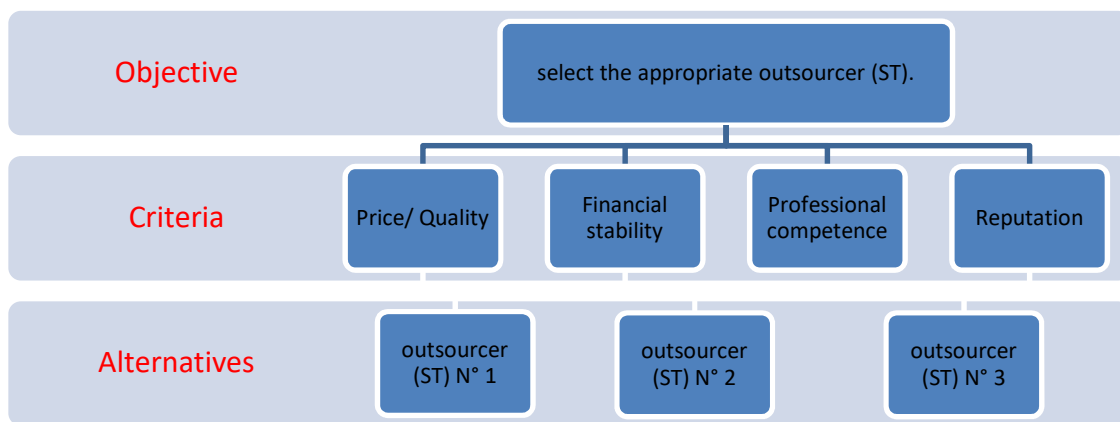 Objective
select the appropriate outsourcer (ST).
Criteria
Price/ Quality
Financial
stability
Professional
competence
Reputation
Alternatives
outsourcer
(ST) N° 1
outsourcer
(ST) N° 2
outsourcer
(ST) N° 3